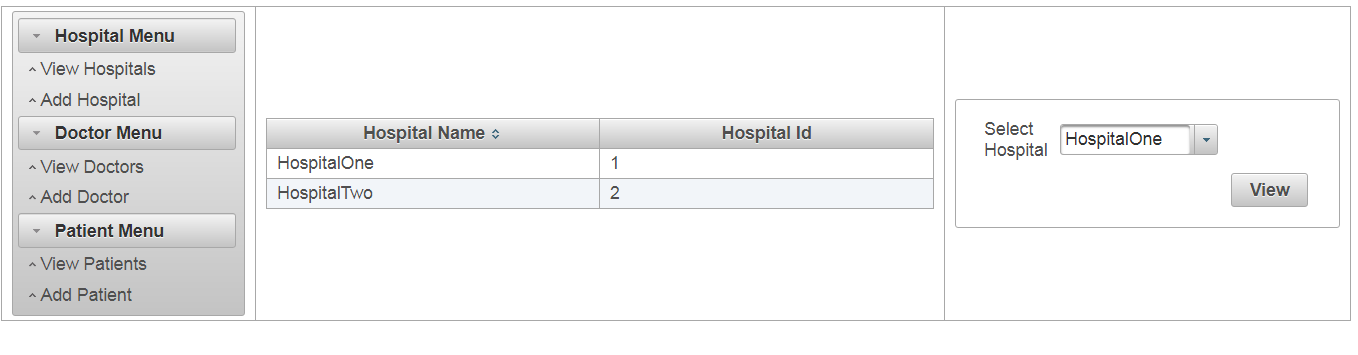 Hospital Menu
View Hospitals
Add Hospital
Doctor Menu
View Doctors
Add Doctor
Patient Menu
View Patients
Add Patient
Hospital Name Hospital Id
HospitalOne 1
HospitalTwo 2
Select
Hospital
HospitalOne
View